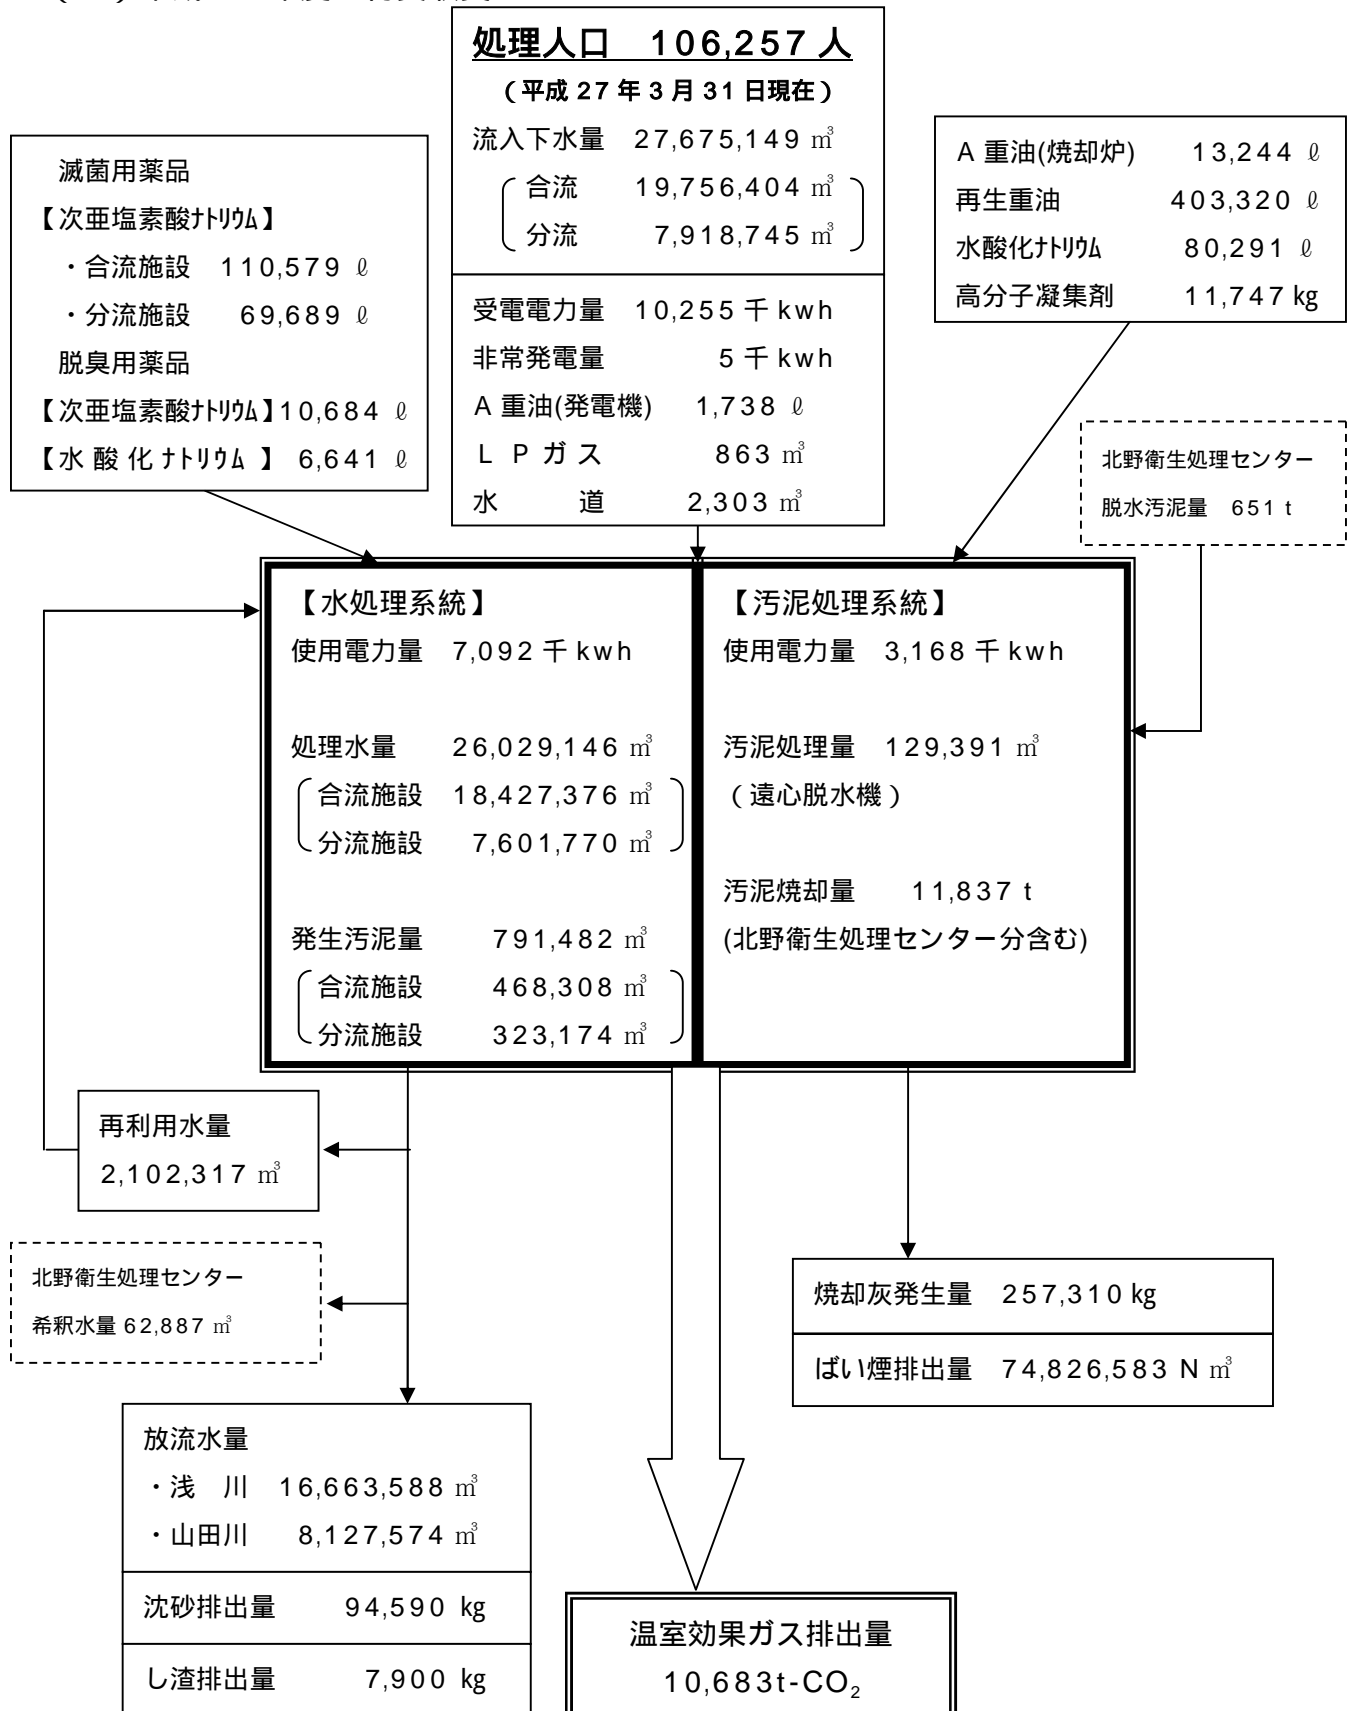 処理人口　106,257 人
（平成 27 年 3 月 31 日現在）
流入下水量　27,675,149 ㎥
合流　19,756,404 ㎥
分流　7,918,745 ㎥
受電電力量　10,255 千 kwh
非常発電量　5 千 kwh
A 重油(発電機)　1,738 ℓ
ＬＰガス　863 ㎥
水　道　2,303 ㎥
滅菌用薬品
【次亜塩素酸ﾅﾄﾘｳﾑ】
・合流施設　110,579 ℓ
・分流施設　69,689 ℓ
脱臭用薬品
【次亜塩素酸ﾅﾄﾘｳﾑ】10,684 ℓ
【水 酸 化 ﾅﾄﾘｳﾑ 】 6,641 ℓ
A 重油(焼却炉)　13,244 ℓ
再生重油　403,320 ℓ
水酸化ﾅﾄﾘｳﾑ　80,291 ℓ
高分子凝集剤　11,747 kg
北野衛生処理センター
脱水汚泥量　651 t
【水処理系統】
使用電力量　7,092 千 kwh
処理水量　26,029,146 ㎥
合流施設　18,427,376 ㎥
分流施設　7,601,770 ㎥
発生汚泥量　791,482 ㎥
合流施設　468,308 ㎥
分流施設　323,174 ㎥
【汚泥処理系統】
使用電力量　3,168 千 kwh
汚泥処理量　129,391 ㎥
（遠心脱水機）
汚泥焼却量　11,837 t
(北野衛生処理センター分含む)
再利用水量
2,102,317 ㎥
北野衛生処理センター
希釈水量 62,887 ㎥
焼却灰発生量　257,310 kg
ばい煙排出量　74,826,583 N ㎥
放流水量
・浅　川　16,663,588 ㎥
・山田川　8,127,574 ㎥
沈砂排出量　94,590 kg
し渣排出量　7,900 kg
温室効果ガス排出量
10,683t-CO₂